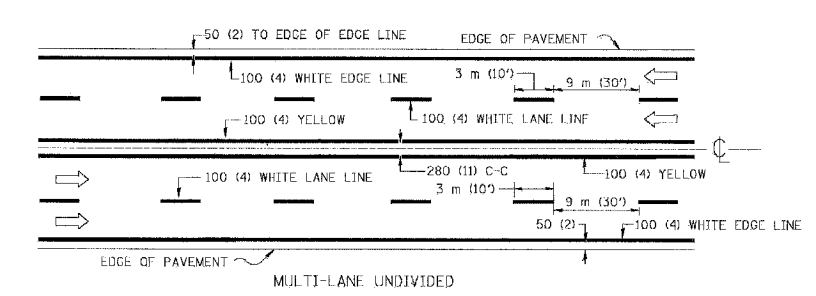 50 (2) TO EDGE OF EDGE LINE
EDGE OF PAVEMENT
100 (4) WHITE EDGE LINE
3 m (10')
9 m (30')
100 (4) YELLOW
100 (4) WHITE LANE LINE
℄
280 (11) C-C
100 (4) YELLOW
100 (4) WHITE LANE LINE
3 m (10')
9 m (30')
50 (2)
100 (4) WHITE EDGE LINE
EDGE OF PAVEMENT
MULTI-LANE UNDIVIDED